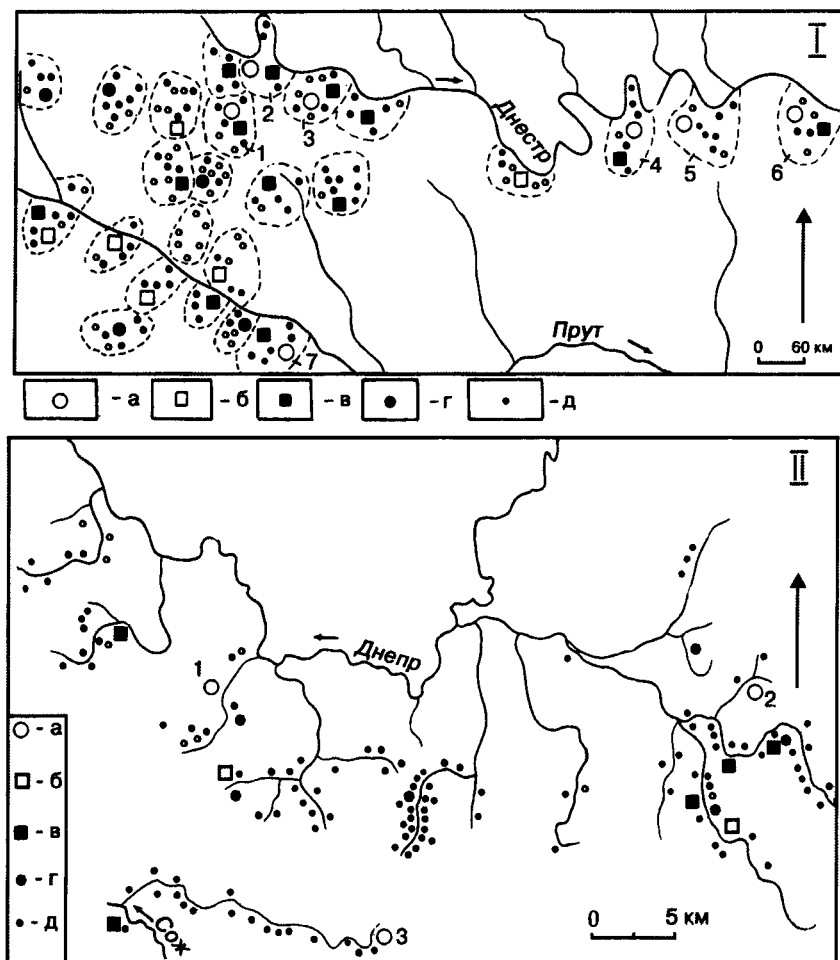 I
Днестр
1
2
3
4
5
6
7
Прут
0 60 км
- а - б - в - г - д
II
Днепр
1
2
3
- а
- б
- в
- г
- д
Сож
0 5 км